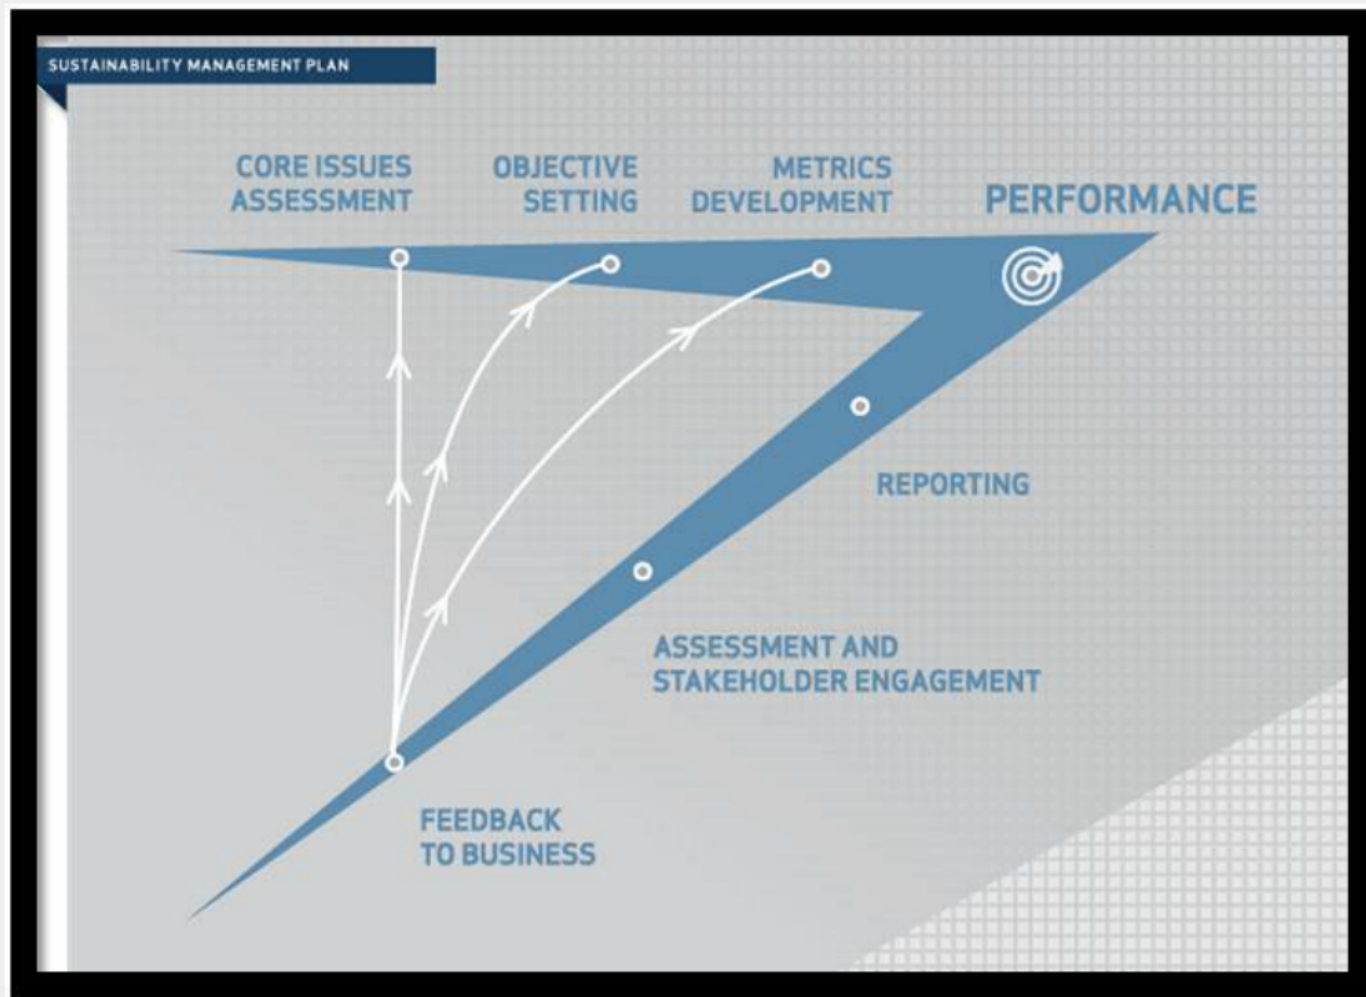 SUSTAINABILITY MANAGEMENT PLAN
CORE ISSUES
ASSESSMENT
OBJECTIVE
SETTING
METRICS
DEVELOPMENT
PERFORMANCE
REPORTING
ASSESSMENT AND
STAKEHOLDER ENGAGEMENT
FEEDBACK
TO BUSINESS